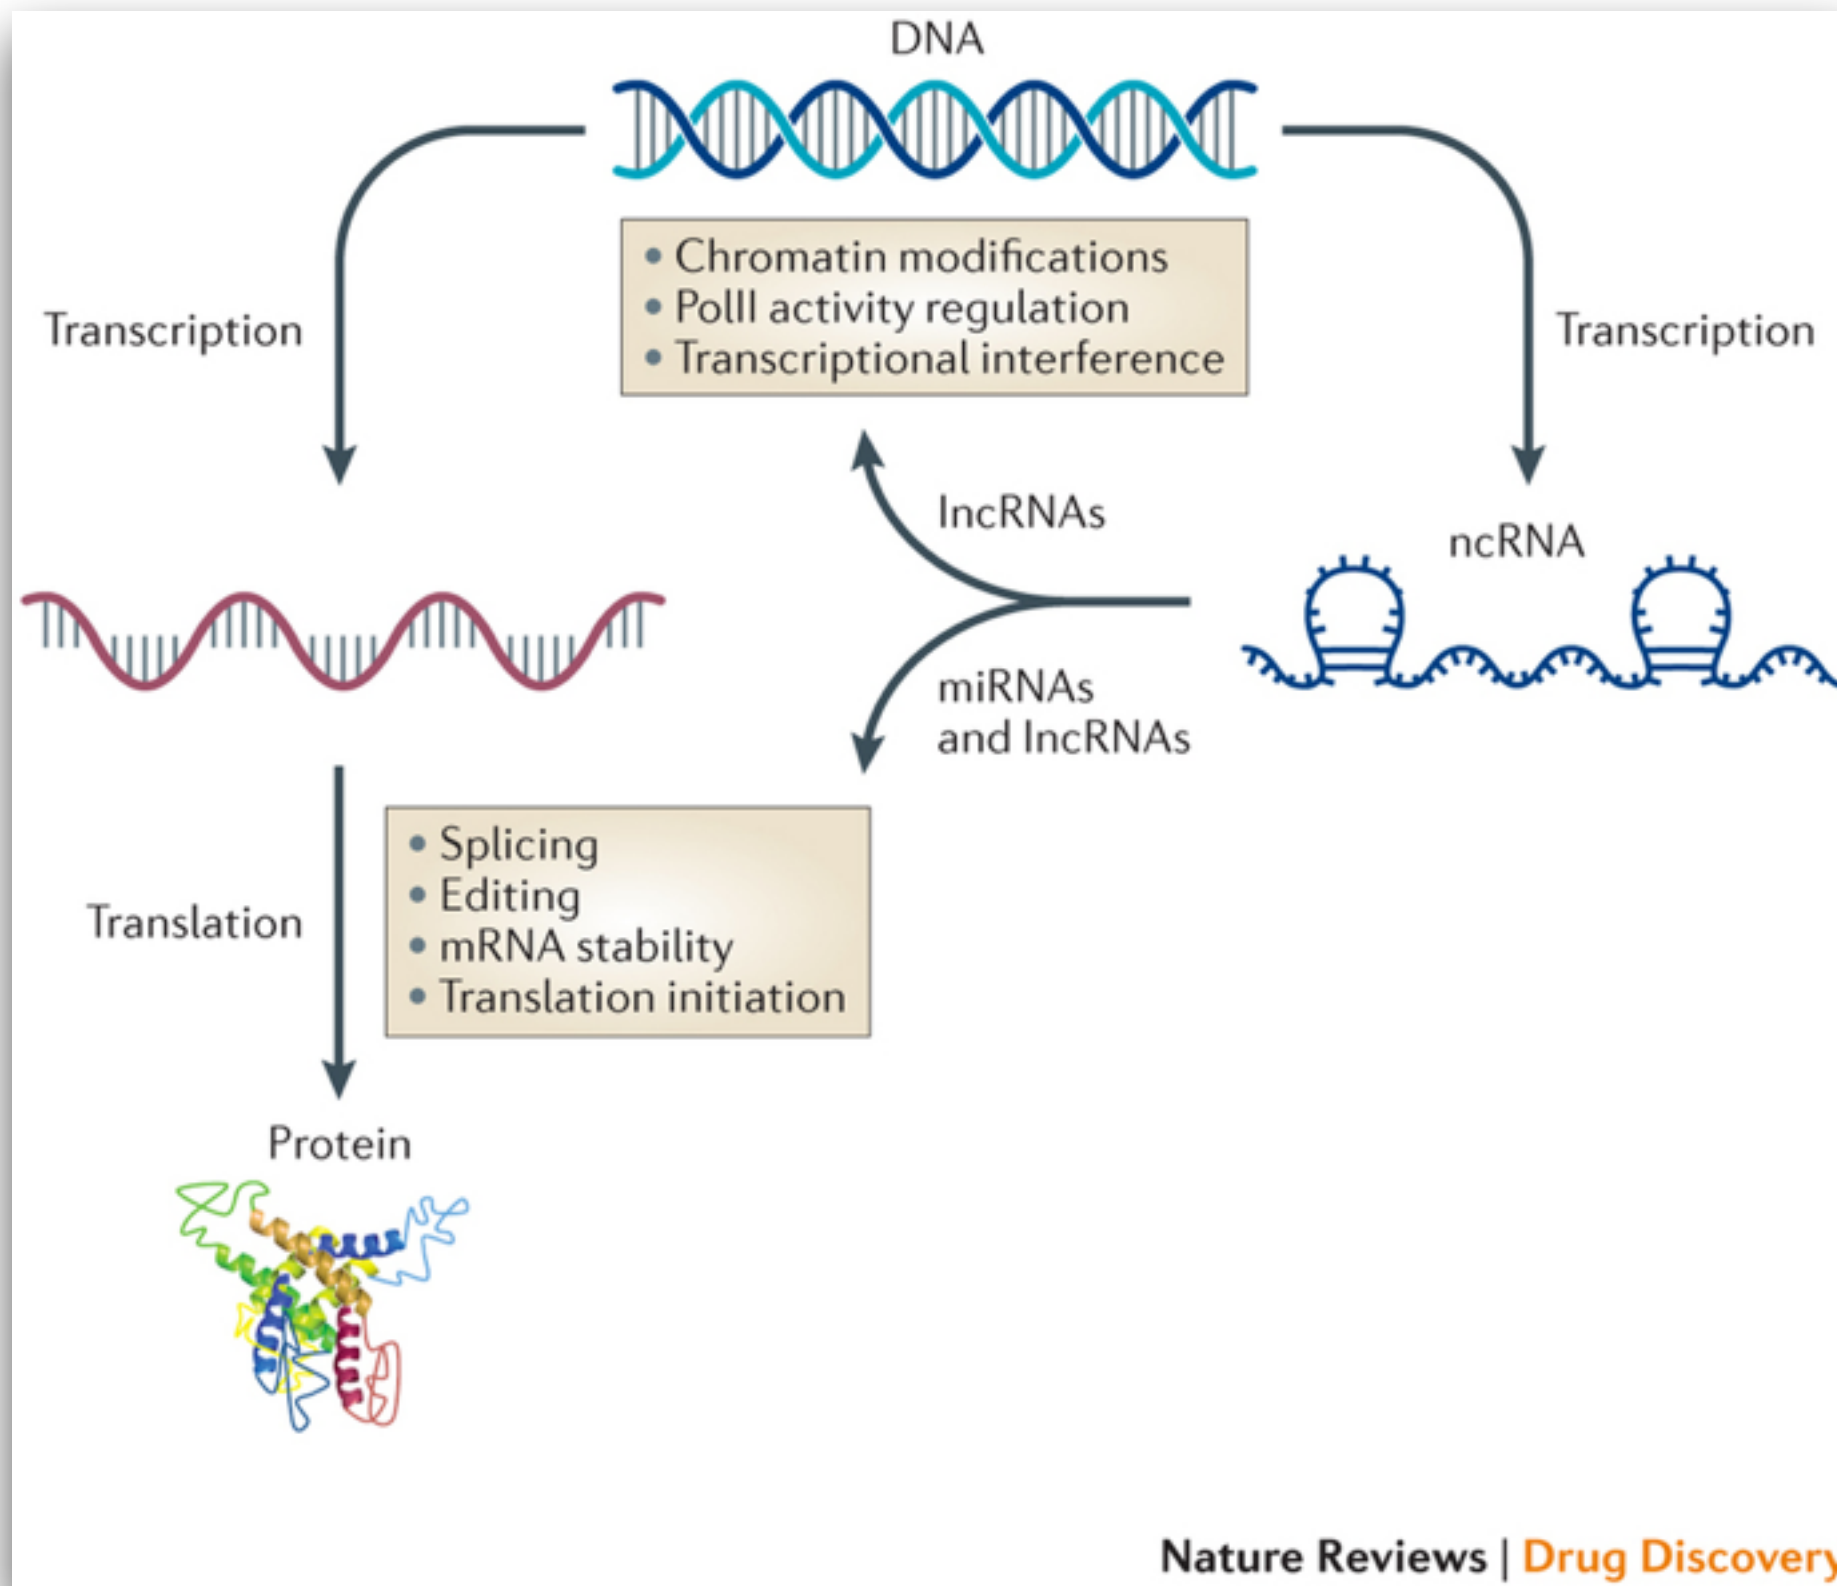 DNA
• Chromatin modifications
• PolII activity regulation
• Transcriptional interference
Transcription
Transcription
lncRNAs
ncRNA
miRNAs
and lncRNAs
• Splicing
• Editing
• mRNA stability
• Translation initiation
Translation
Protein
Nature Reviews | Drug Discovery